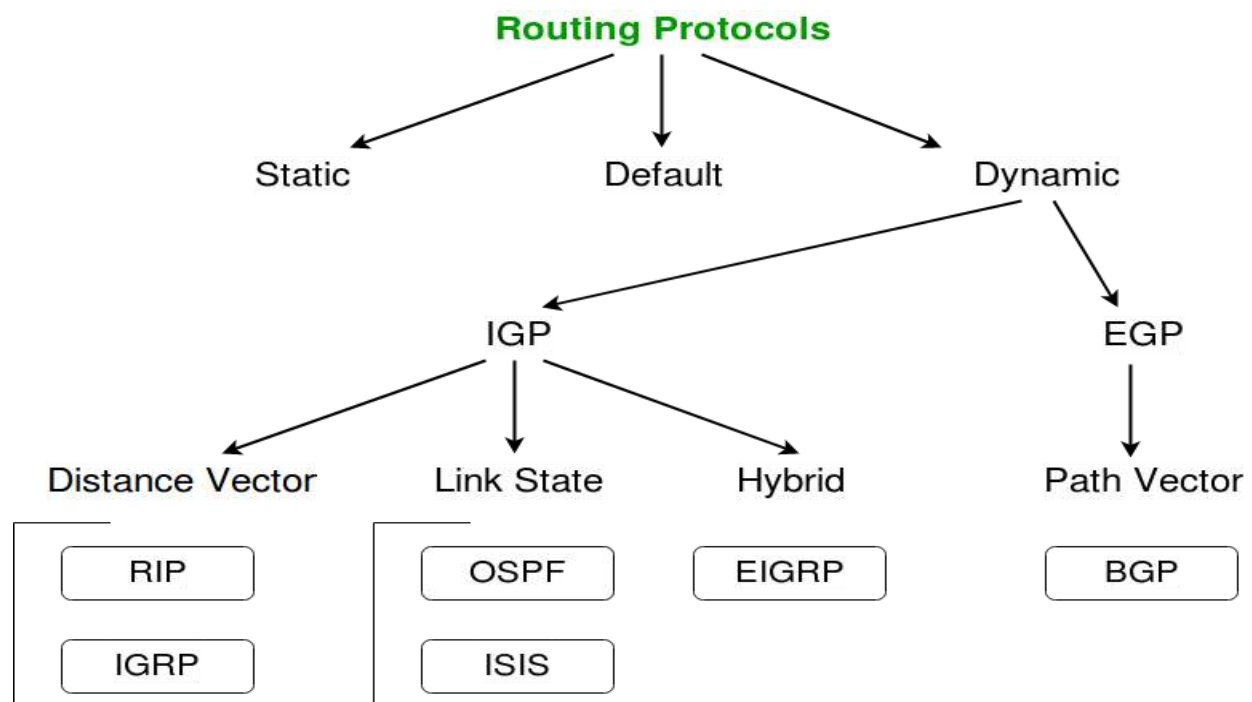 Routing Protocols
Static Default Dynamic
IGP EGP
Distance Vector Link State Hybrid Path Vector
RIP OSPF EIGRP BGP
IGRP ISIS